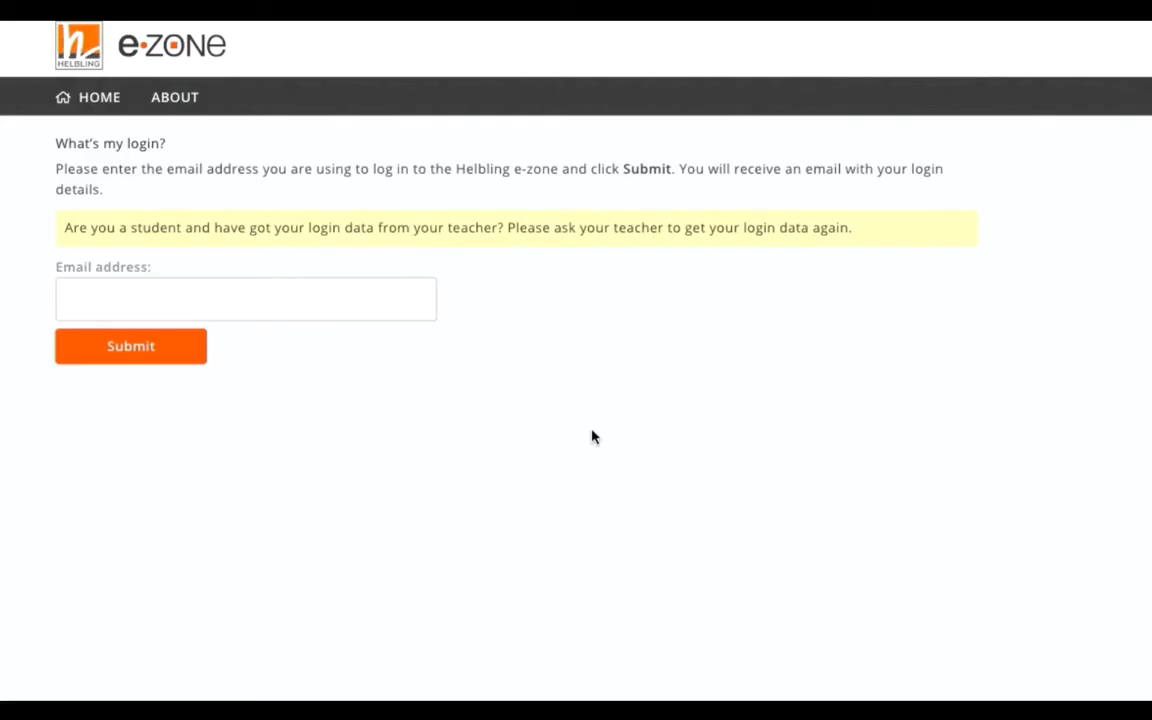 HELBLING
e•zone
HOME ABOUT
What's my login?
Please enter the email address you are using to log in to the Helbling e-zone and click Submit. You will receive an email with your login
details.
Are you a student and have got your login data from your teacher? Please ask your teacher to get your login data again.
Email address:
Submit